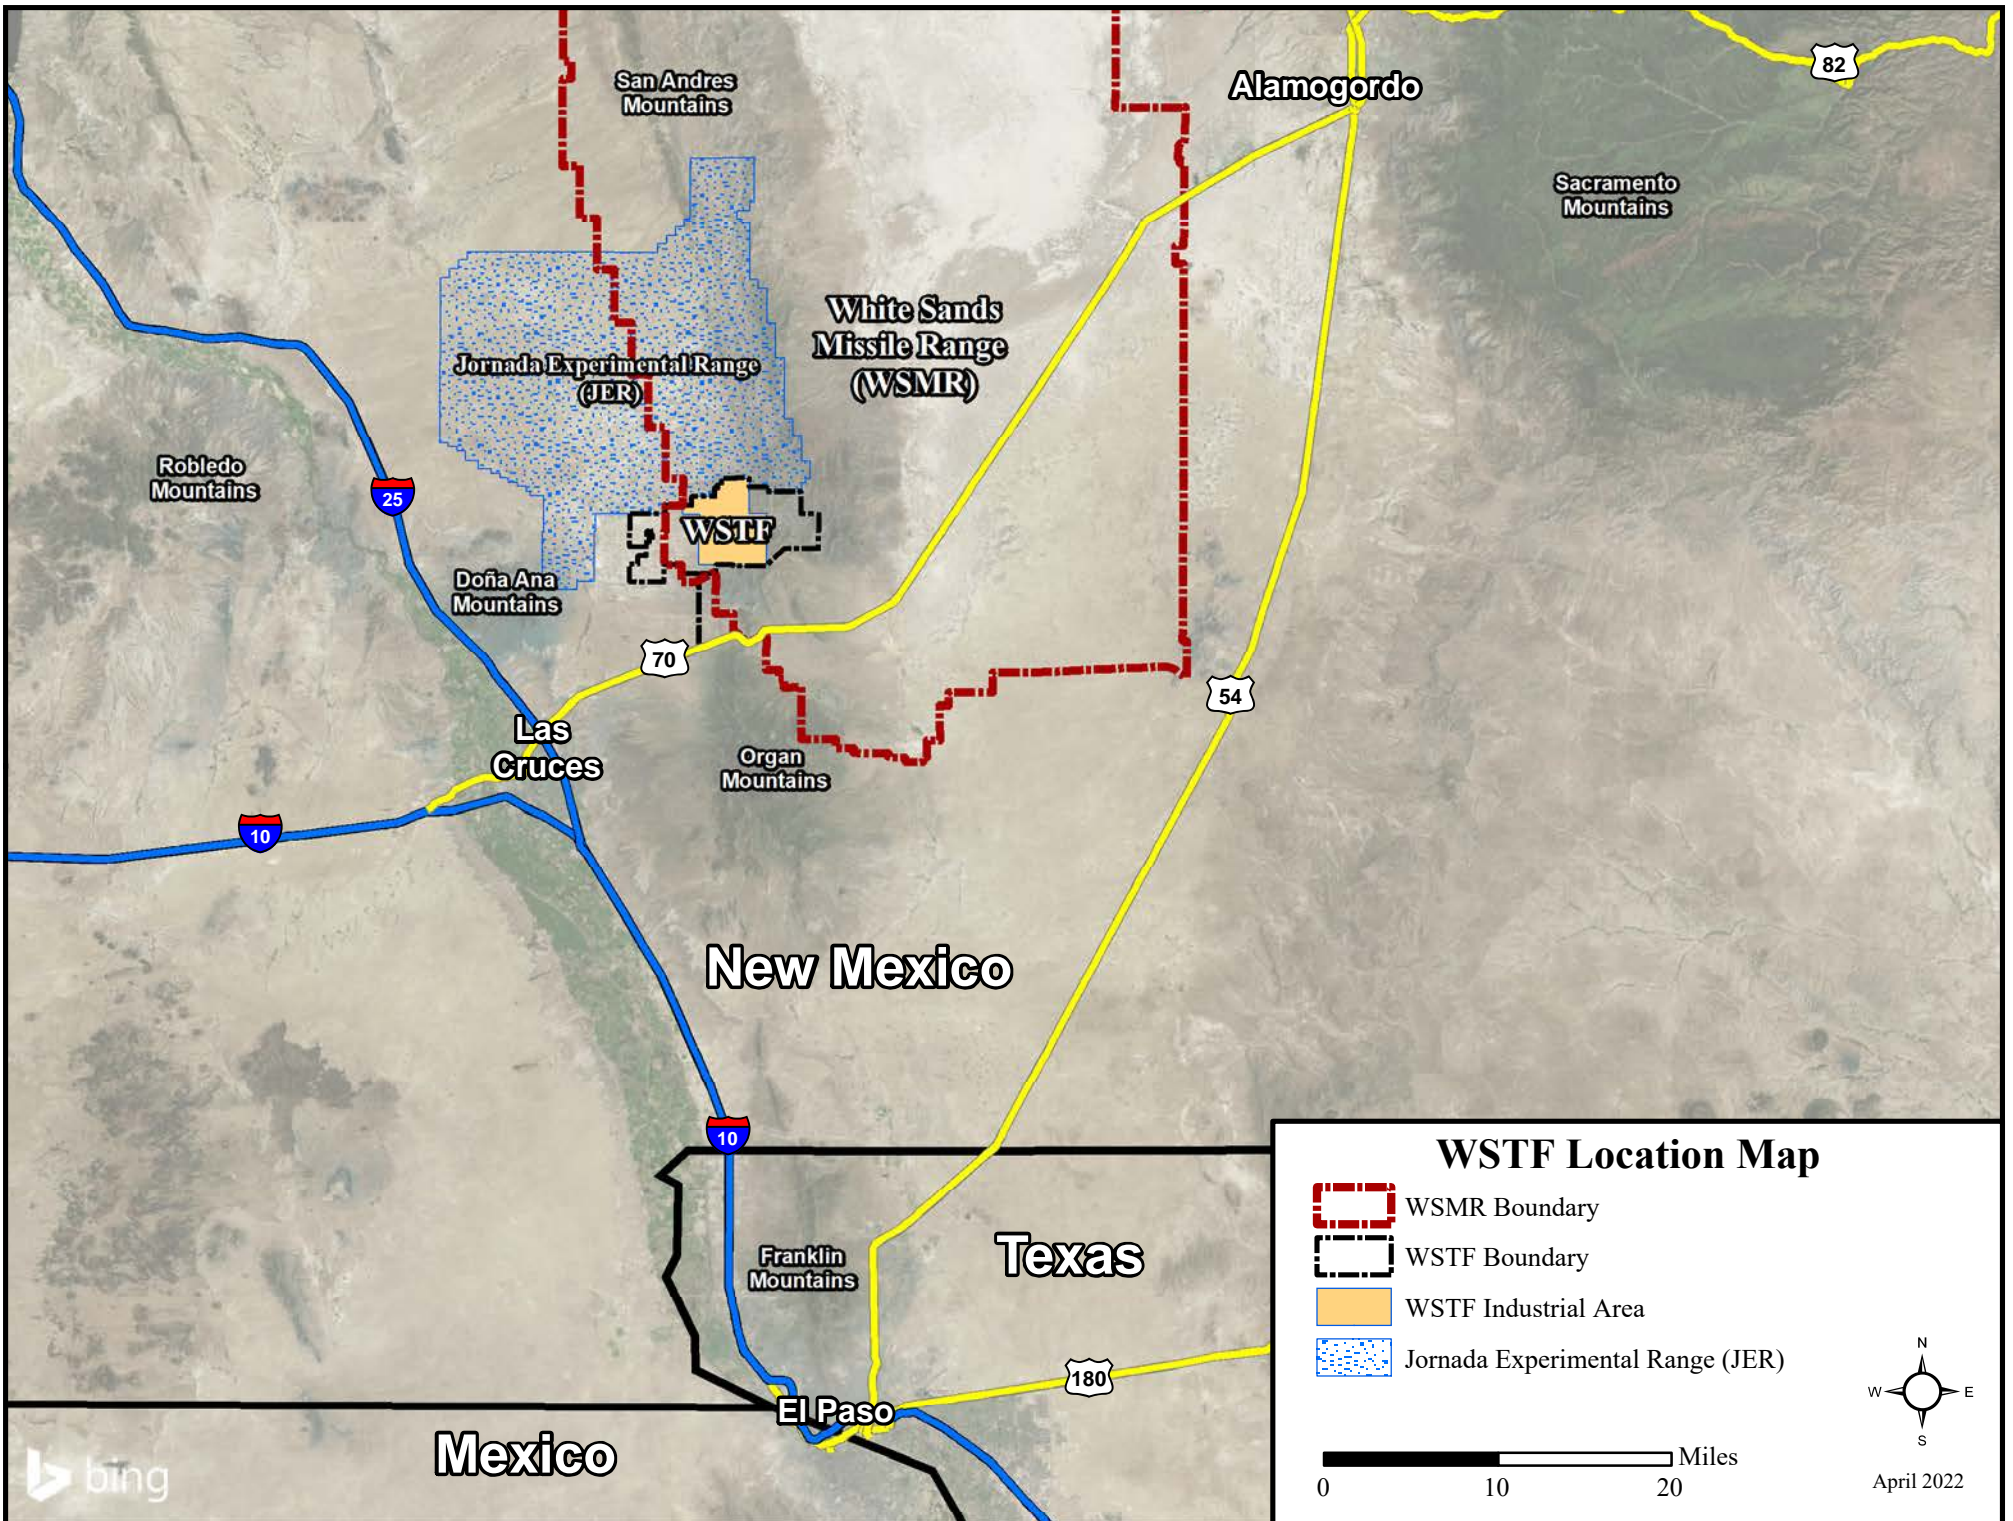 82
San Andres
Mountains
Alamogordo
Sacramento
Mountains
White Sands
Missile Range
(WSMR)
Jornada Experimental Range
(JER)
Robledo
Mountains
25
WSTF
Doña Ana
Mountains
70
54
Las
Cruces
Organ
Mountains
10
New Mexico
10
Franklin
Mountains
Texas
180
El Paso
Mexico
bing
WSTF Location Map
WSMR Boundary
WSTF Boundary
WSTF Industrial Area
Jornada Experimental Range (JER)
N
W E
S
Miles
0 10 20
April 2022